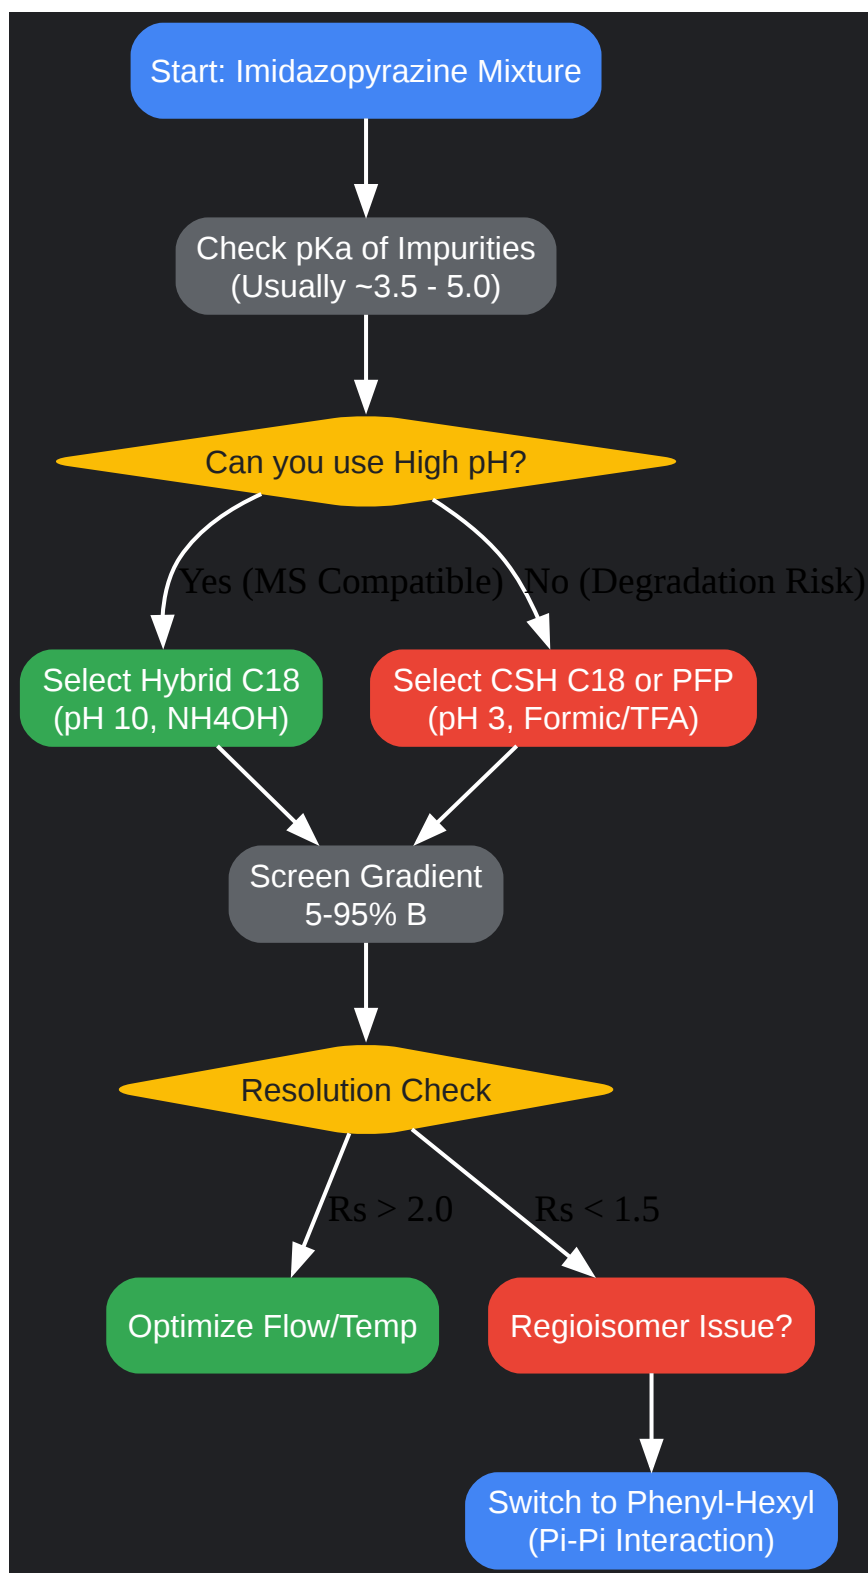 Start: Imidazopyrazine Mixture
Check pKa of Impurities
(Usually ~3.5 - 5.0)
Can you use High pH?
Yes (MS Compatible)
No (Degradation Risk)
Select Hybrid C18
(pH 10, NH4OH)
Select CSH C18 or PFP
(pH 3, Formic/TFA)
Screen Gradient
5-95% B
Resolution Check
Rs > 2.0
Rs < 1.5
Optimize Flow/Temp
Regioisomer Issue?
Switch to Phenyl-Hexyl
(Pi-Pi Interaction)